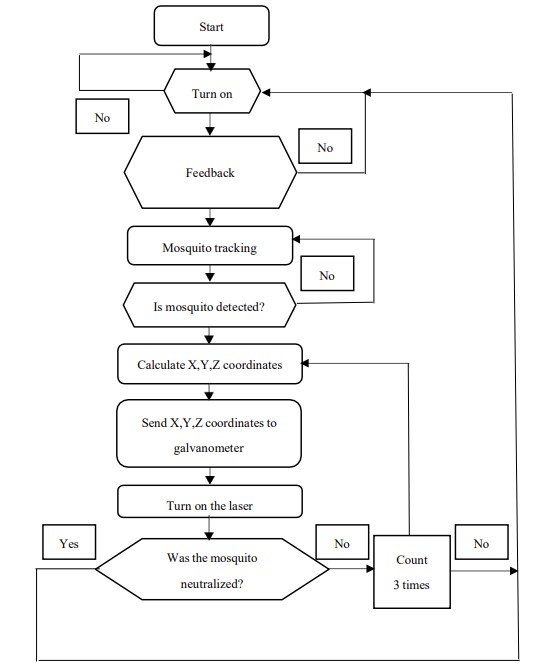 Start
Turn on
No
No
Feedback
Mosquito tracking
No
Is mosquito detected?
Calculate X,Y,Z coordinates
Send X,Y,Z coordinates to
galvanometer
Turn on the laser
Yes
Was the mosquito
neutralized?
No
Count
3 times
No